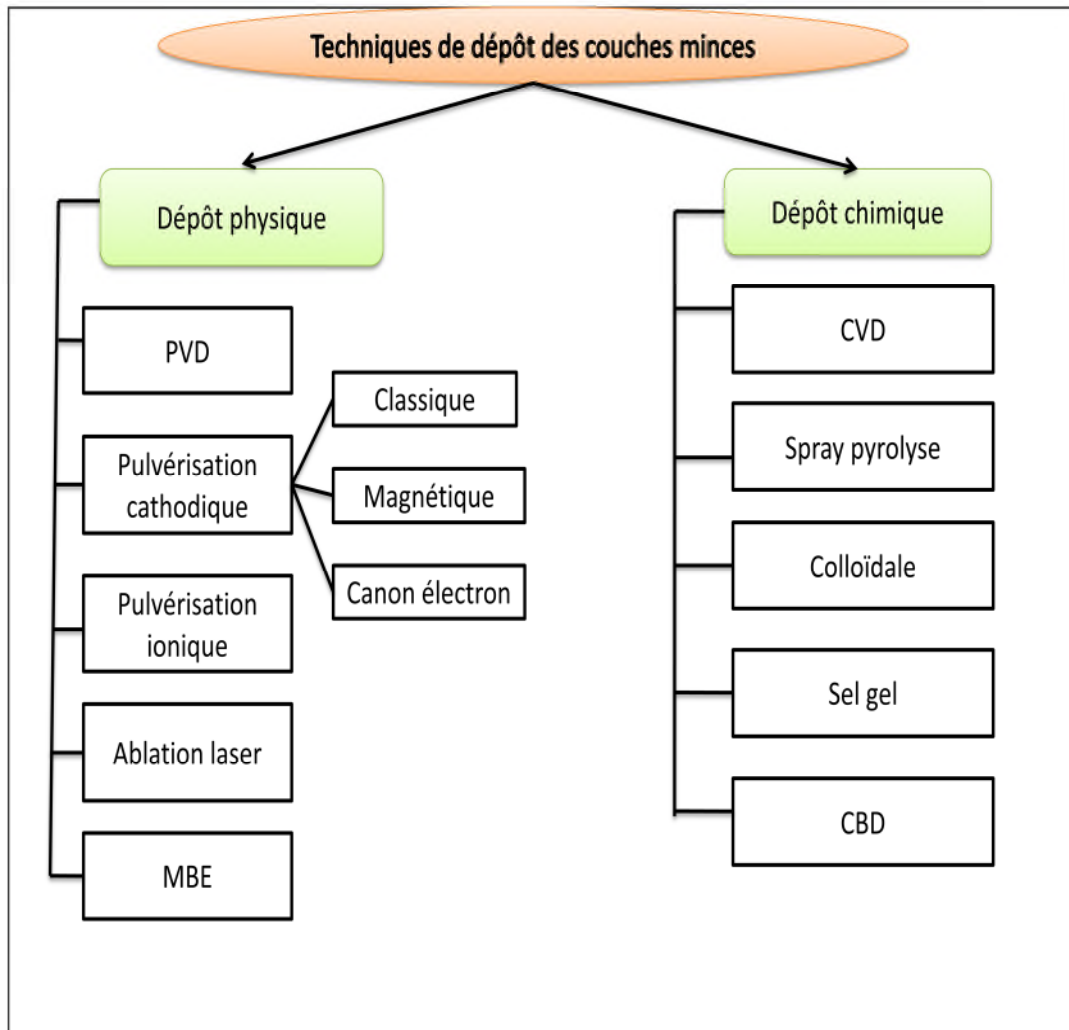 Techniques de dépôt des couches minces
Dépôt physique
PVD
Pulvérisation
cathodique
Classique
Magnétique
Canon électron
Pulvérisation
ionique
Ablation laser
MBE
Dépôt chimique
CVD
Spray pyrolyse
Colloïdale
Sel gel
CBD